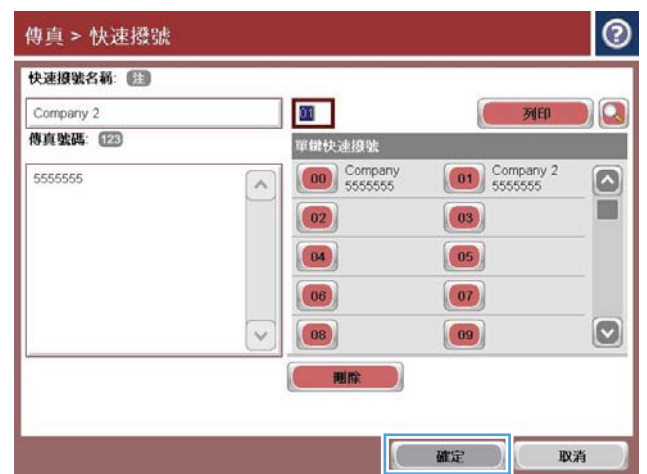 傳真 > 快速撥號
?
快速撥號名稱: 注
Company 2
01
列印
傳真號碼: 123
單鍵快速撥號
5555555
00 Company 5555555
01 Company 2 5555555
02
03
04
05
06
07
08
09
刪除
確定
取消